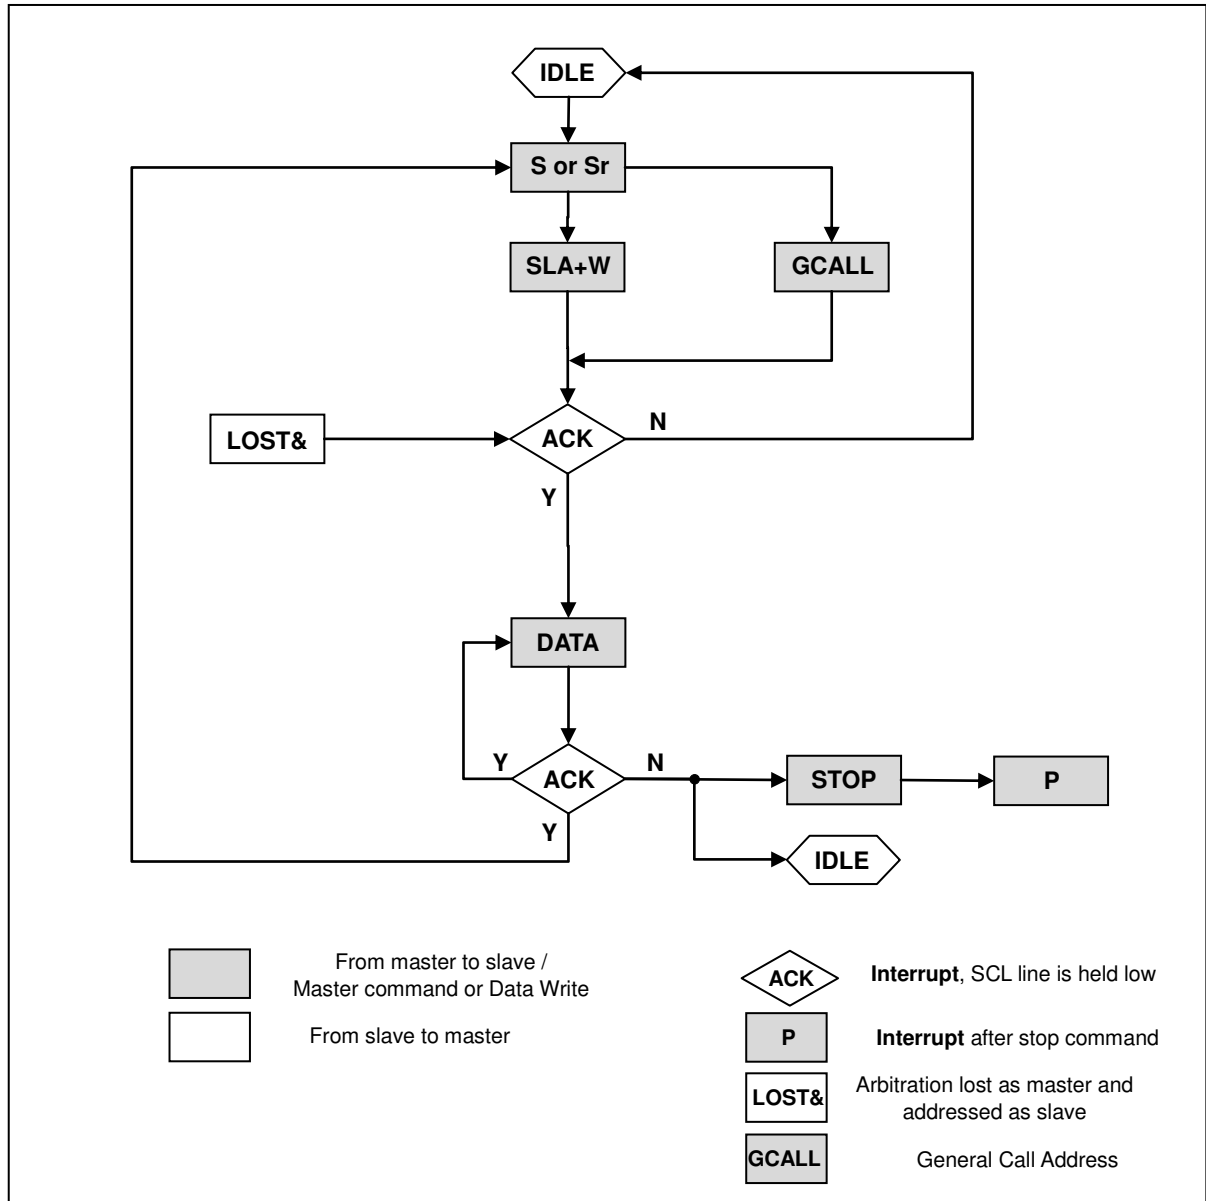 IDLE
S or Sr
SLA+W
GCALL
LOST&
ACK
N
Y
DATA
Y
ACK
N
STOP
P
Y
IDLE
From master to slave /
Master command or Data Write
From slave to master
ACK
Interrupt, SCL line is held low
P
Interrupt after stop command
LOST&
Arbitration lost as master and
addressed as slave
GCALL
General Call Address